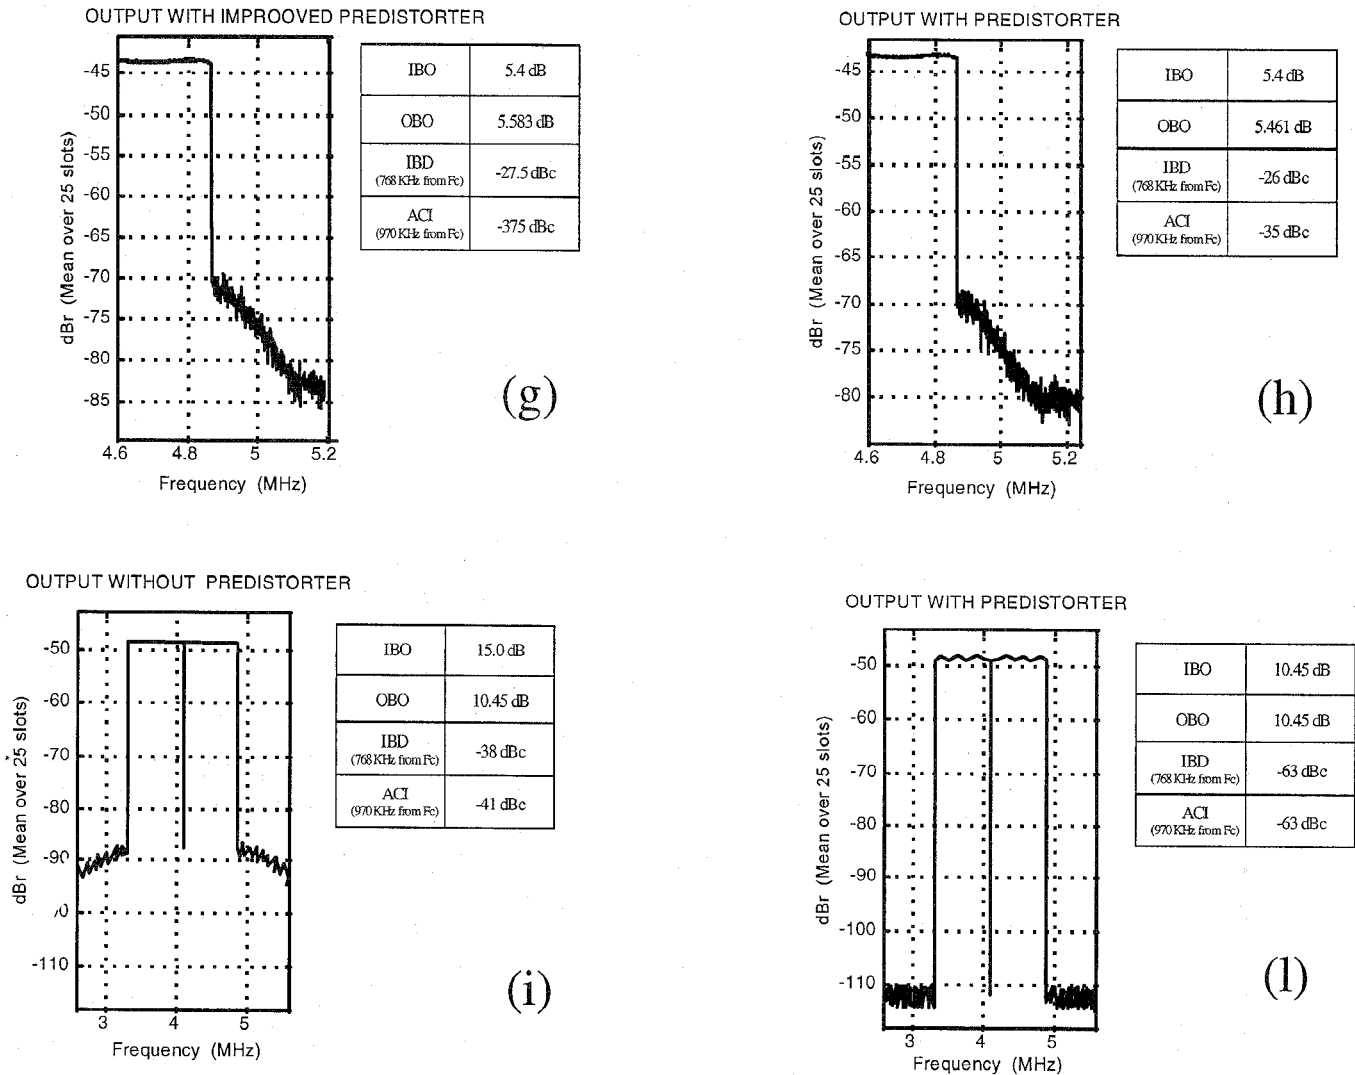 OUTPUT WITH IMPROOVED PREDISTORTER
dBr (Mean over 25 slots)
-45
-50
-55
-60
-65
-70
-75
-80
-85
-90
4.6 4.8 5 5.2
Frequency (MHz)
IBO 5.4 dB
OBO 5.583 dB
IBD -27.5 dBc
(768 KHz from Fc)
ACI -375 dBc
(970 KHz from Fc)
(g)
OUTPUT WITH PREDISTORTER
dBr (Mean over 25 slots)
-45
-50
-55
-60
-65
-70
-75
-80
-85
4.6 4.8 5 5.2
Frequency (MHz)
IBO 5.4 dB
OBO 5.461 dB
IBD -26 dBc
(768 KHz from Fc)
ACI -35 dBc
(970 KHz from Fc)
(h)
OUTPUT WITHOUT PREDISTORTER
dBr (Mean over 25 slots)
-50
-60
-70
-80
-90
-110
3 4 5
Frequency (MHz)
IBO 15.0 dB
OBO 10.45 dB
IBD -38 dBc
(768 KHz from Fc)
ACI -41 dBc
(970 KHz from Fc)
(i)
OUTPUT WITH PREDISTORTER
dBr (Mean over 25 slots)
-50
-60
-70
-80
-90
-100
-110
3 4 5
Frequency (MHz)
IBO 10.45 dB
OBO 10.45 dB
IBD -63 dBc
(768 KHz from Fc)
ACI -63 dBc
(970 KHz from Fc)
(l)